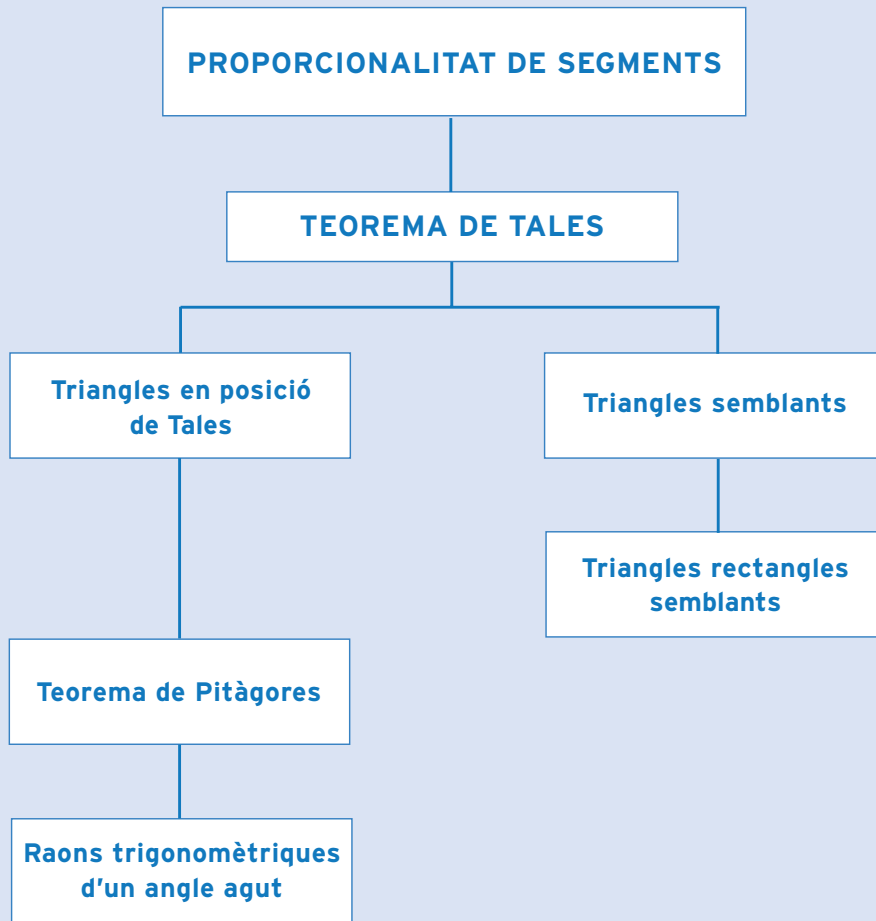 PROPORCIONALITAT DE SEGMENTS
TEOREMA DE TALES
Triangles en posició
de Tales
Triangles semblants
Triangles rectangles
semblants
Teorema de Pitàgores
Raons trigonomètriques
d'un angle agut